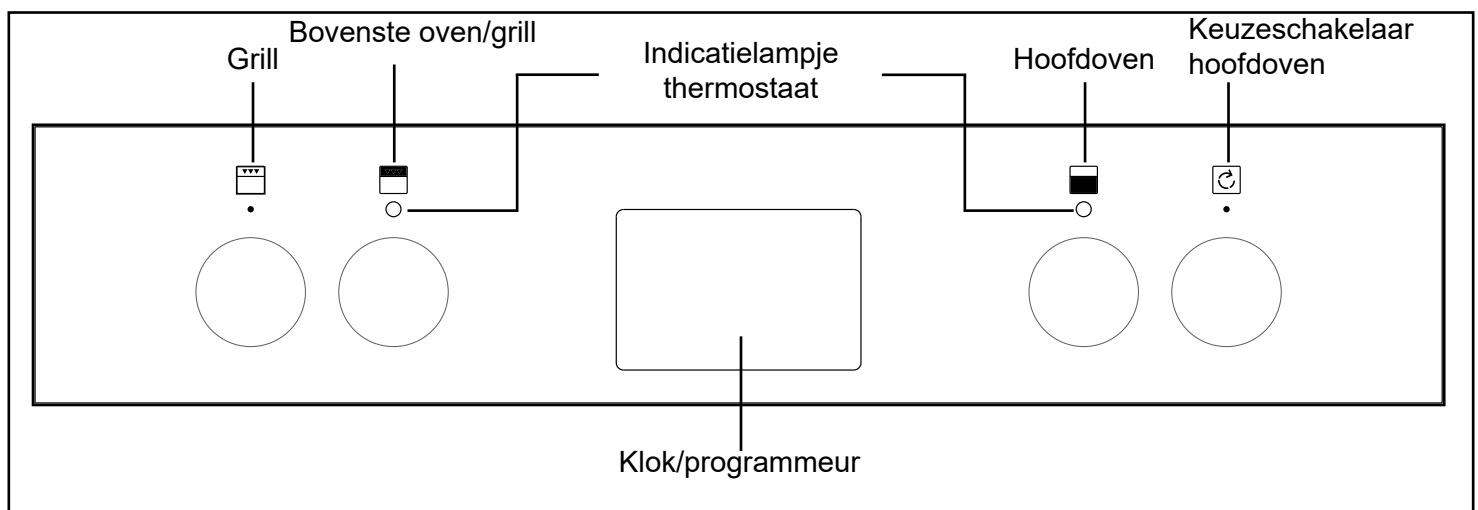 Grill
Bovenste oven/grill
Indicatielampje
thermostaat
Hoofdoven
Keuzeschakelaar
hoofdoven
Klok/programmeur